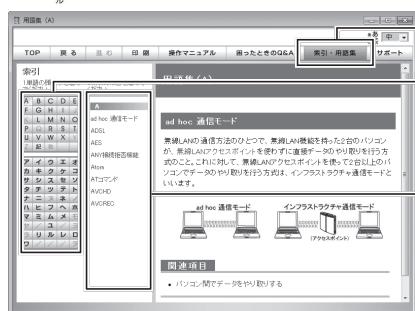 ル
用語集 (A)
あ 中
TOP 戻る 進む 印刷 操作マニュアル 困ったときのQ&A 索引・用語集 サポート
索引
A B C D E
F G H I J
K L M N O
P Q R S T
U V W X Y
Z 記 数
ア イ ウ エ オ
カ キ ク ケ コ
サ シ ス セ ソ
タ チ ツ テ ト
ナ ニ ヌ ネ ノ
ハ ヒ フ ヘ ホ
マ ミ ム メ モ
ヤ ユ ヨ
ラ リ ル レ ロ
ワ
A
ad hoc 通信モード
ADSL
AES
ANY接続拒否機能
Atom
ATコマンド
AVCHD
AVCREC
用語集 (A)
ad hoc 通信モード
無線LANの通信方法のひとつで、無線LAN機能を持った2台のパソコン
が、無線LANアクセスポイントを使わずに直接データのやり取りを行う方
式のこと。これに対して、無線LANアクセスポイントを使って2台以上のパ
ソコンでデータのやり取りを行う方式は、インフラストラクチャ通信モードと
いいます。
ad hoc 通信モード インフラストラクチャ通信モード
(アクセスポイント)
関連項目
• パソコン間でデータをやり取りする